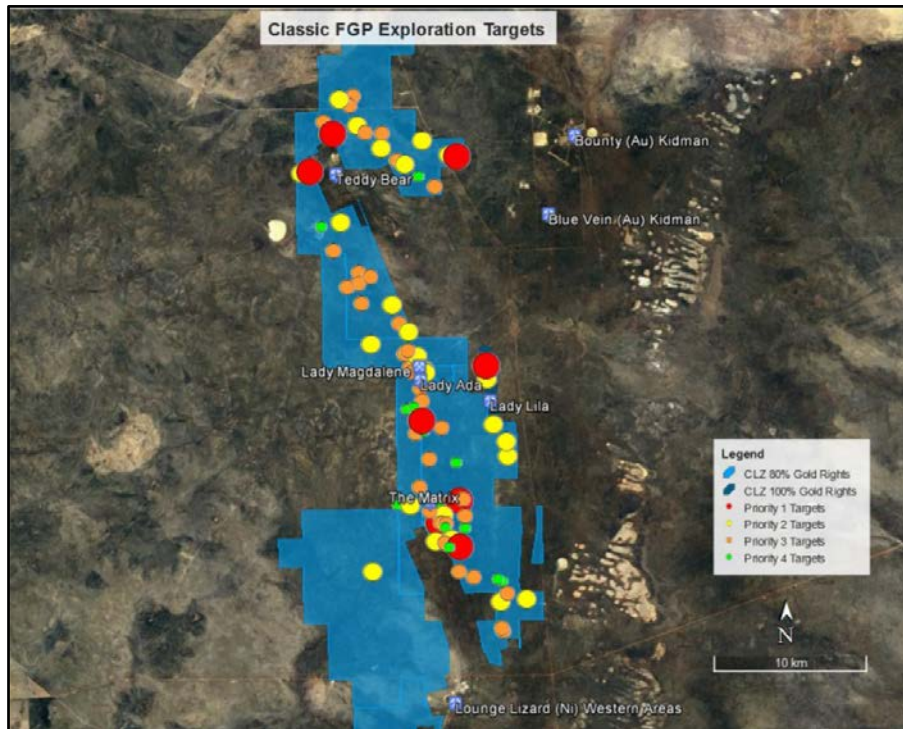 Classic FGP Exploration Targets
Bounty (Au) Kidman
Teddy Bear
Blue Vein (Au) Kidman
Lady Magdalene
Lady Ada
Lady Lila
Legend
CLZ 80% Gold Rights
CLZ 100% Gold Rights
Priority 1 Targets
Priority 2 Targets
Priority 3 Targets
Priority 4 Targets
The Matrix
N
10 km
Lounge Lizard (Ni) Western Areas